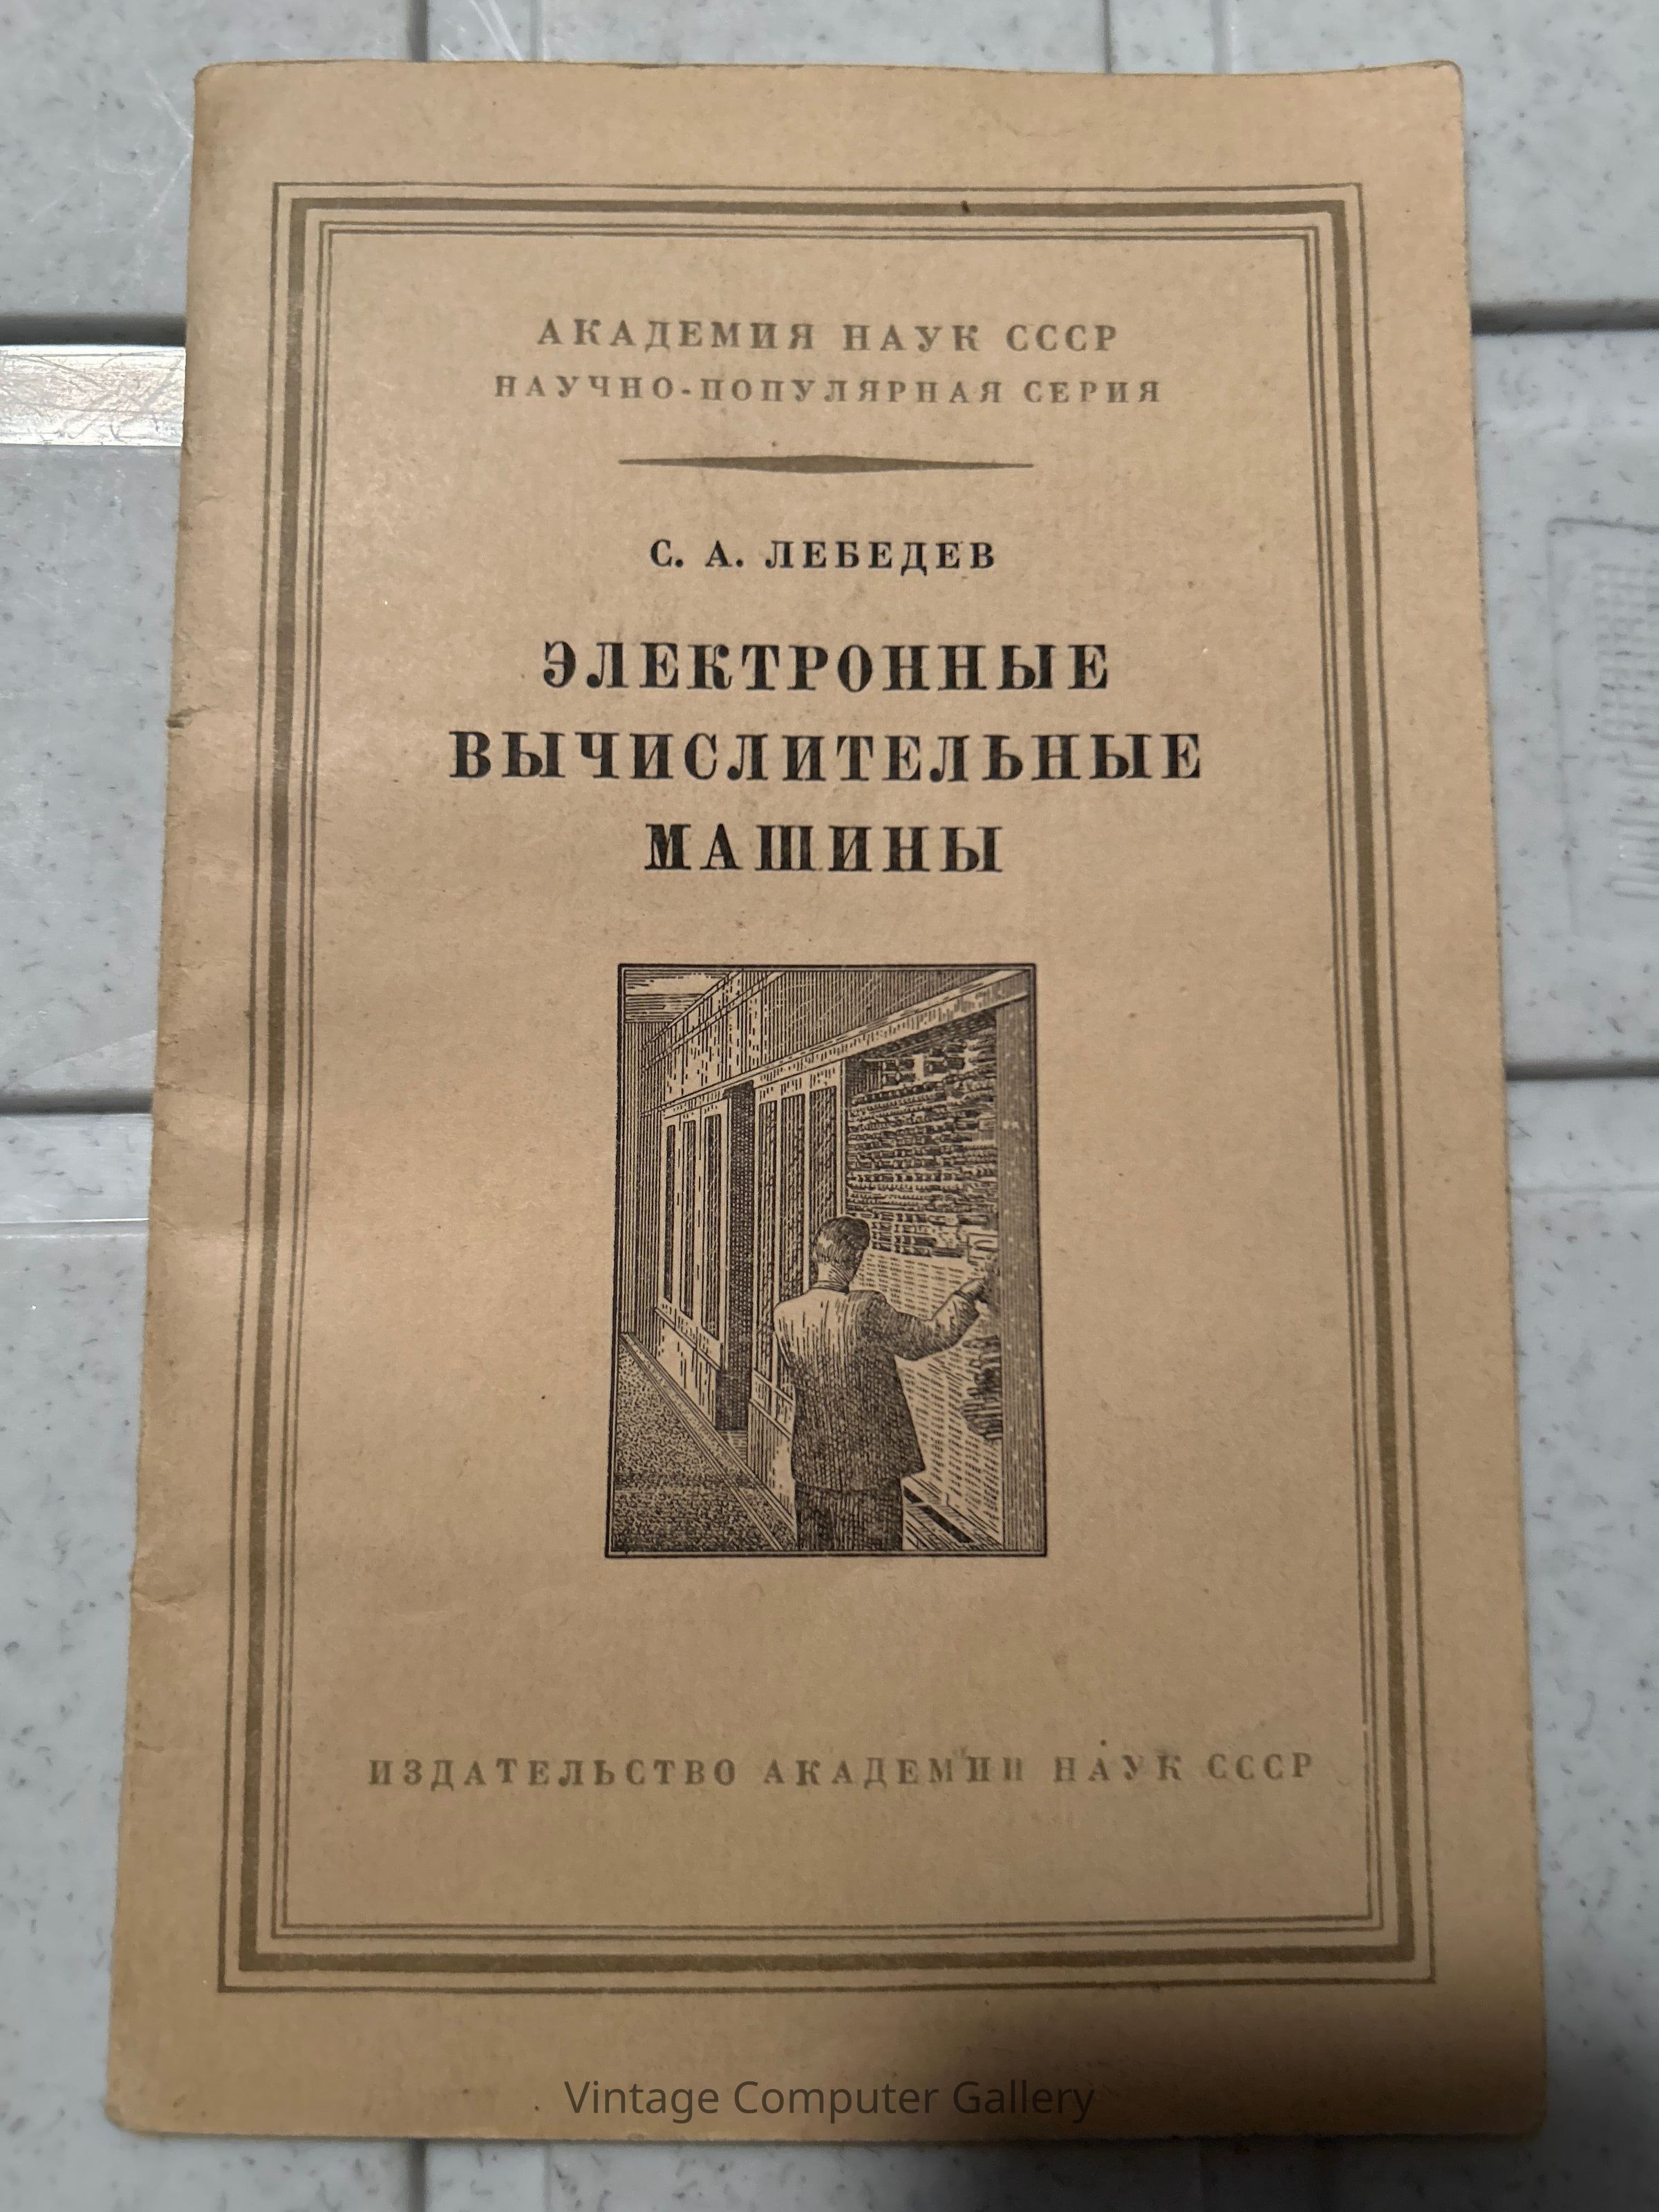 АКАДЕМИЯ НАУК СССР
НАУЧНО-ПОПУЛЯРНАЯ СЕРИЯ
С. А. ЛЕБЕДЕВ
ЭЛЕКТРОННЫЕ
ВЫЧИСЛИТЕЛЬНЫЕ
МАШИНЫ
ИЗДАТЕЛЬСТВО АКАДЕМИИ НАУК СССР
Vintage Computer Gallery